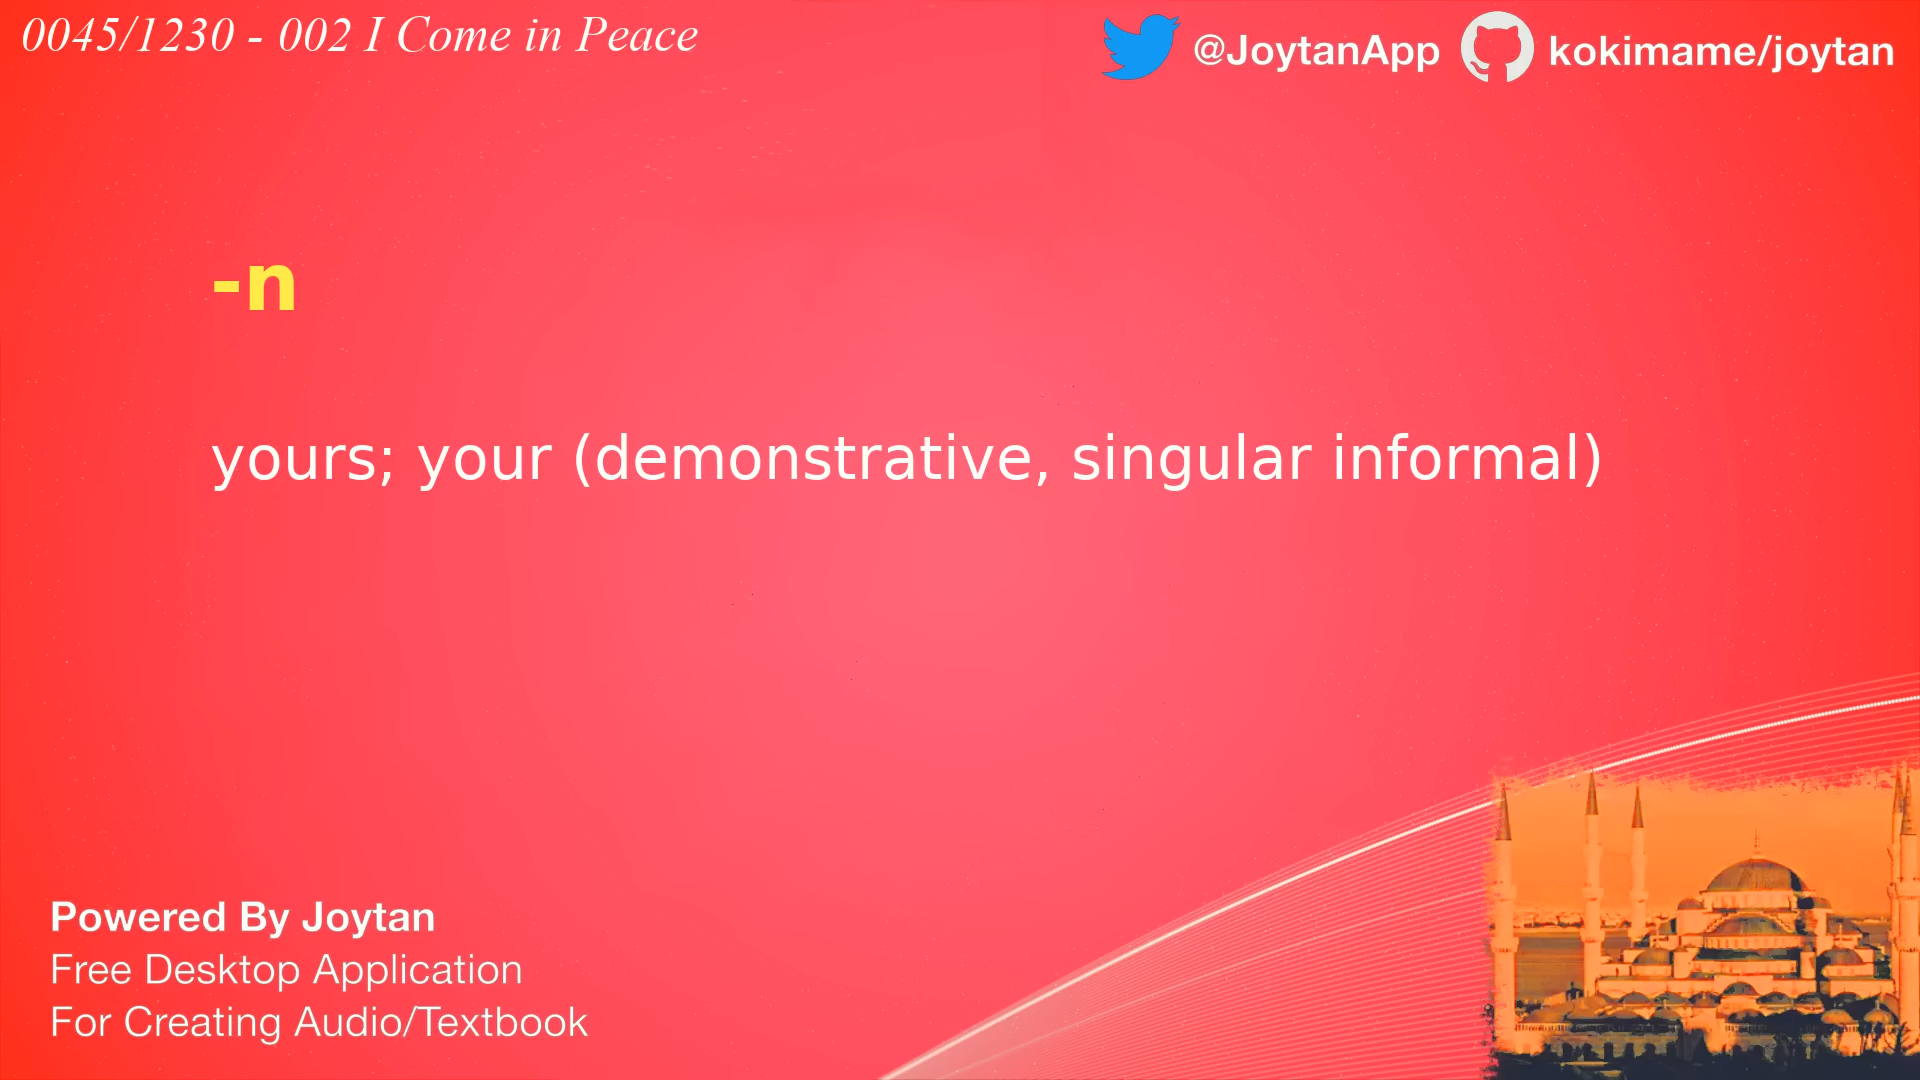 0045/1230 - 002 I Come in Peace
@JoytanApp kokimame/joytan
-n
yours; your (demonstrative, singular informal)
Powered By Joytan
Free Desktop Application
For Creating Audio/Textbook